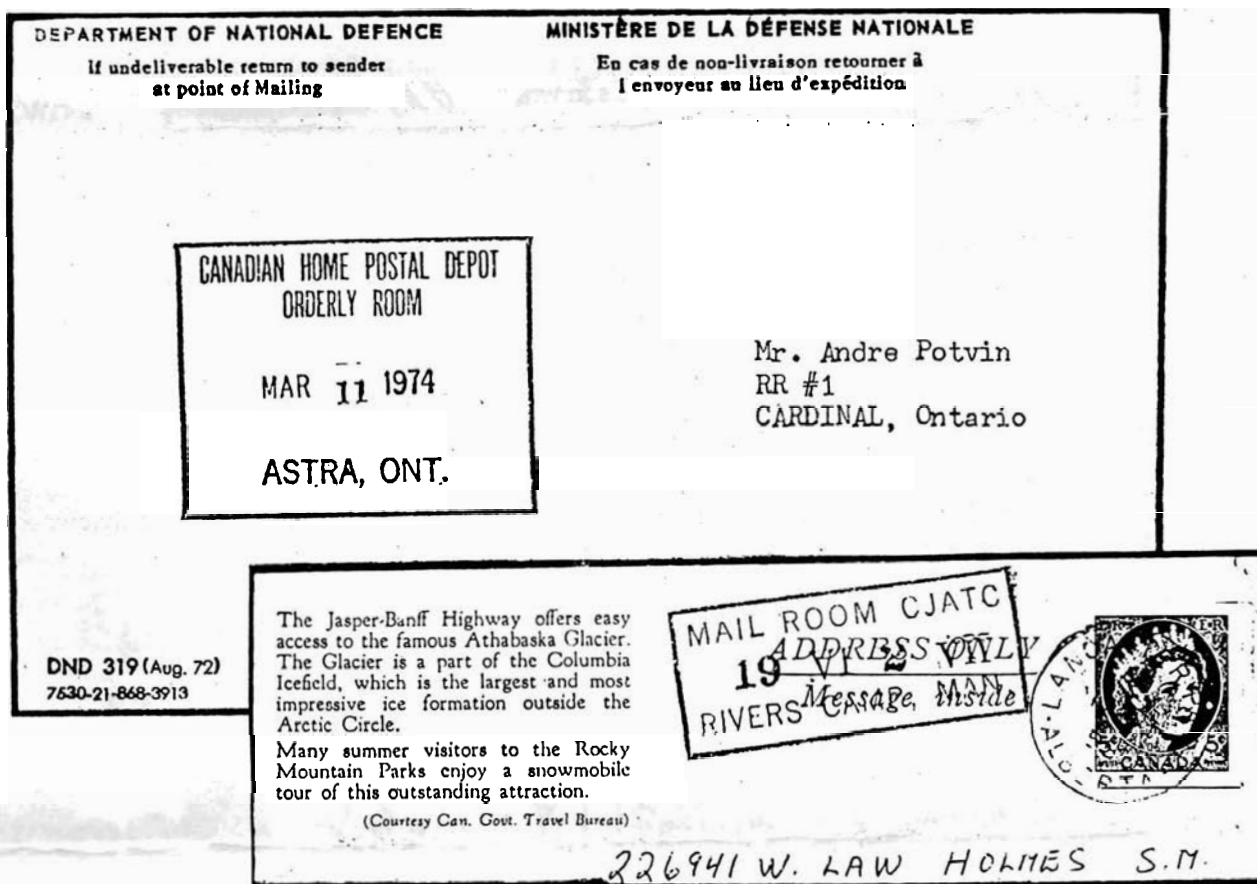 DEPARTMENT OF NATIONAL DEFENCE
If undeliverable return to sender
at point of Mailing
MINISTÈRE DE LA DÉFENSE NATIONALE
En cas de non-livraison retourner à
l envoyeur au lieu d'expédition
CANADIAN HOME POSTAL DEPOT
ORDERLY ROOM
MAR 11 1974
ASTRA, ONT.
Mr. Andre Potvin
RR #1
CARDINAL, Ontario
DND 319 (Aug. 72)
7630-21-868-3913
The Jasper-Banff Highway offers easy
access to the famous Athabaska Glacier.
The Glacier is a part of the Columbia
Icefield, which is the largest and most
impressive ice formation outside the
Arctic Circle.
Many summer visitors to the Rocky
Mountain Parks enjoy a snowmobile
tour of this outstanding attraction.
(Courtesy Can. Govt. Travel Bureau)
MAIL ROOM CJATC
19 VI
RIVERS CAMP, MAN
ADDRESS ONLY
Message inside
5c 5c
CANADA
226941 W. LAW HOLMES S.M.